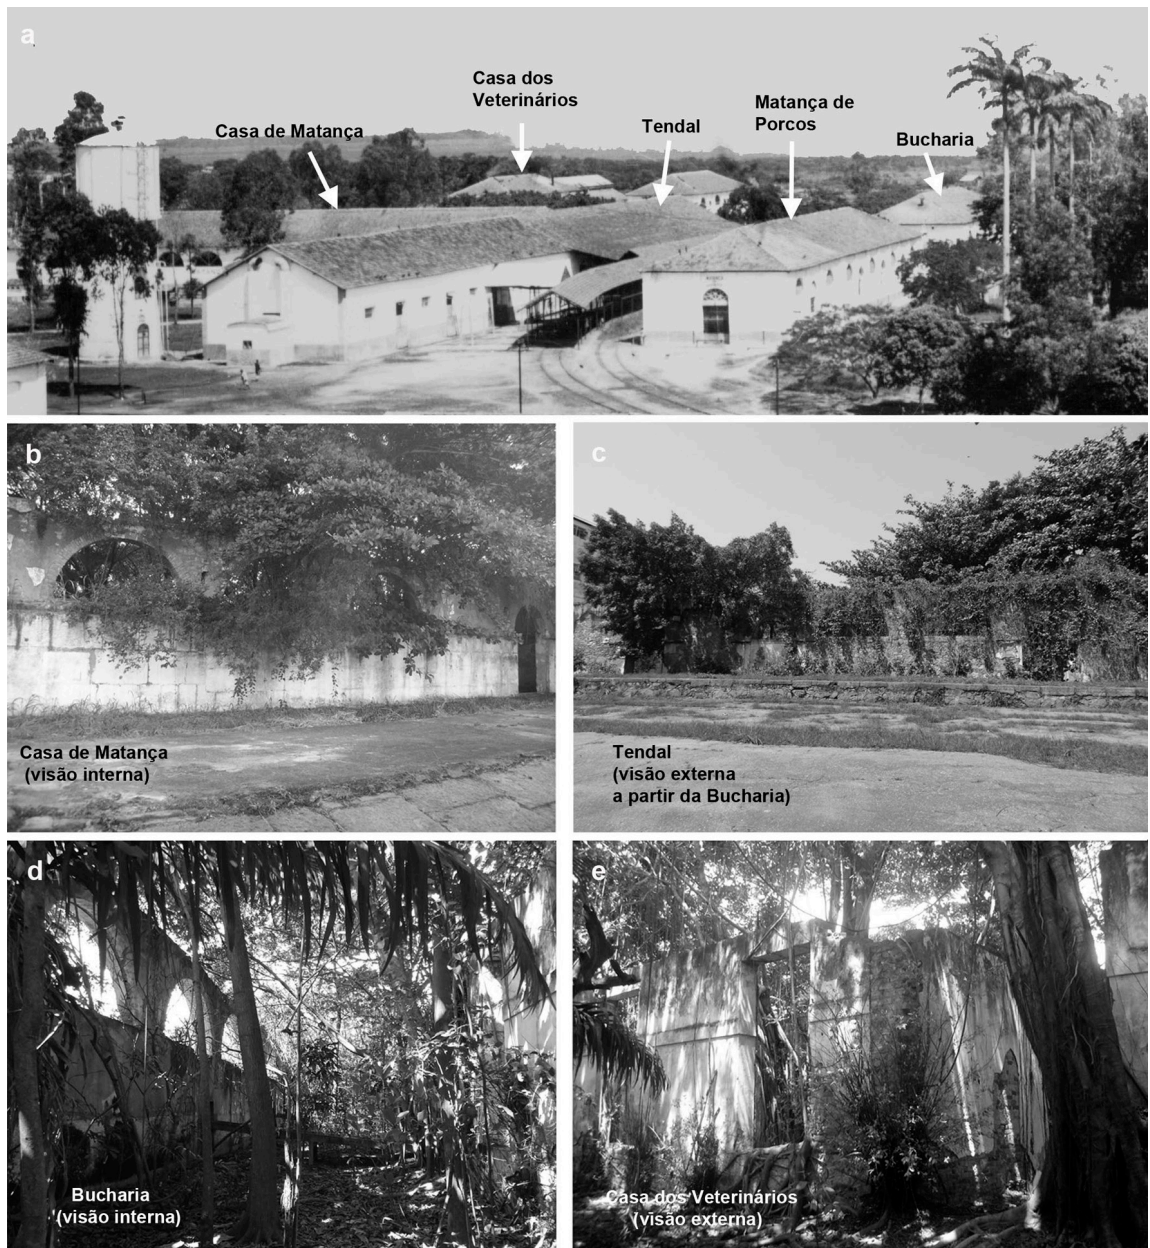 a
Casa dos
Veterinários
Matança de
Porcos
Casa de Matança
Tendal
Bucharia
b
c
Casa de Matança
(visão interna)
Tendal
(visão externa
a partir da Bucharia)
d
e
Bucharia
(visão interna)
Casa dos Veterinários
(visão externa)